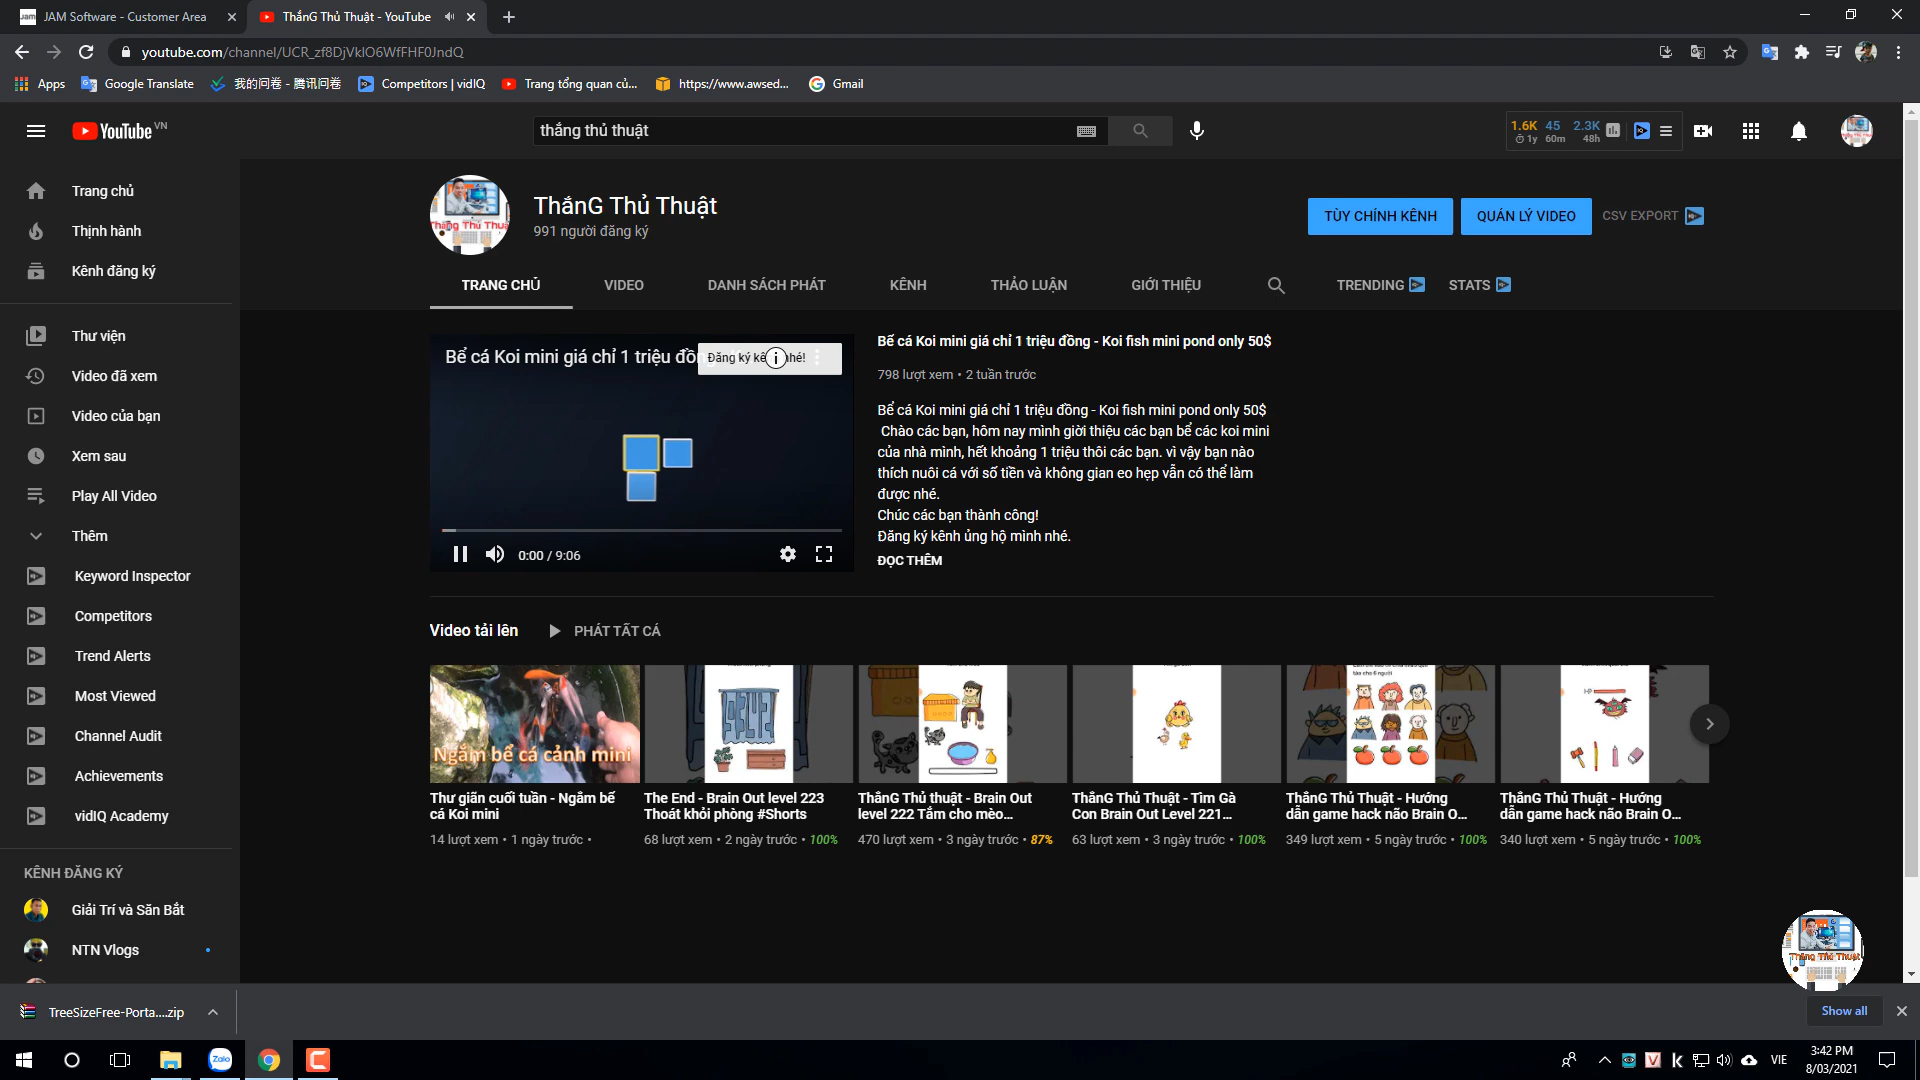 JAM Software - Customer Area
ThắnG Thủ Thuật - YouTube
youtube.com/channel/UCR_zf8DjVklO6WfFHF0JndQ
Apps
Google Translate
我的问卷 - 腾讯问卷
Competitors | vidIQ
Trang tổng quan củ...
https://www.awsed...
Gmail
YouTube VN
thắng thủ thuật
1.6K 45 2.3K
1y 60m 48h
Trang chủ
Thịnh hành
Kênh đăng ký
Thư viện
Video đã xem
Video của bạn
Xem sau
Play All Video
Thêm
Keyword Inspector
Competitors
Trend Alerts
Most Viewed
Channel Audit
Achievements
vidIQ Academy
KÊNH ĐĂNG KÝ
Giải Trí và Săn Bắt
NTN Vlogs
ThắnG Thủ Thuật
991 người đăng ký
TÙY CHỈNH KÊNH
QUẢN LÝ VIDEO
CSV EXPORT
TRANG CHỦ
VIDEO
DANH SÁCH PHÁT
KÊNH
THẢO LUẬN
GIỚI THIỆU
TRENDING
STATS
Bể cá Koi mini giá chỉ 1 triệu đồn
Đăng ký kê nhé!
0:00 / 9:06
Bể cá Koi mini giá chỉ 1 triệu đồng - Koi fish mini pond only 50$
798 lượt xem • 2 tuần trước
Bể cá Koi mini giá chỉ 1 triệu đồng - Koi fish mini pond only 50$
Chào các bạn, hôm nay mình giời thiệu các bạn bể các koi mini
của nhà mình, hết khoảng 1 triệu thôi các bạn. vì vậy bạn nào
thích nuôi cá với số tiền và không gian eo hẹp vẫn có thể làm
được nhé.
Chúc các bạn thành công!
Đăng ký kênh ủng hộ mình nhé.
ĐỌC THÊM
Video tải lên
PHÁT TẤT CẢ
Ngắm bể cá cảnh mini
Thư giãn cuối tuần - Ngắm bể
cá Koi mini
14 lượt xem • 1 ngày trước •
The End - Brain Out level 223
Thoát khỏi phòng #Shorts
68 lượt xem • 2 ngày trước • 100%
ThắnG Thủ thuật - Brain Out
level 222 Tắm cho mèo...
470 lượt xem • 3 ngày trước • 87%
ThắnG Thủ Thuật - Tìm Gà
Con Brain Out Level 221...
63 lượt xem • 3 ngày trước • 100%
táo cho 6 người
ThắnG Thủ Thuật - Hướng
dẫn game hack não Brain O...
349 lượt xem • 5 ngày trước • 100%
HP
ThắnG Thủ Thuật - Hướng
dẫn game hack não Brain O...
340 lượt xem • 5 ngày trước • 100%
Thắng Thủ Thuật
TreeSizeFree-Porta....zip
Show all
Zalo
VIE
3:42 PM
8/03/2021